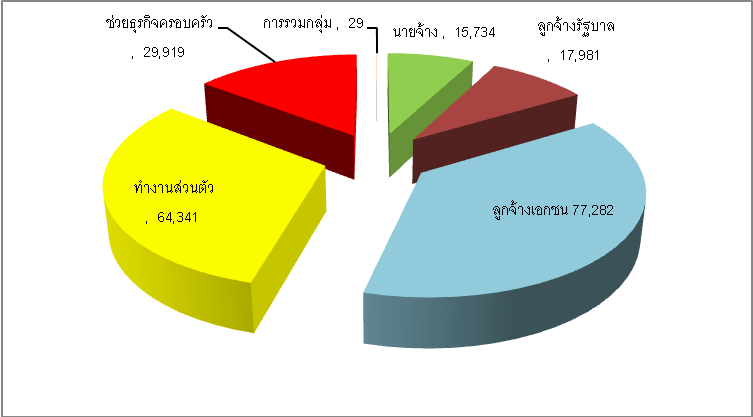 ช่วยธุรกิจครอบครัว
, 29,919
การรวมกลุ่ม , 29
นายจ้าง , 15,734
ลูกจ้างรัฐบาล
, 17,981
ทำงานส่วนตัว
, 64,341
ลูกจ้างเอกชน 77,282